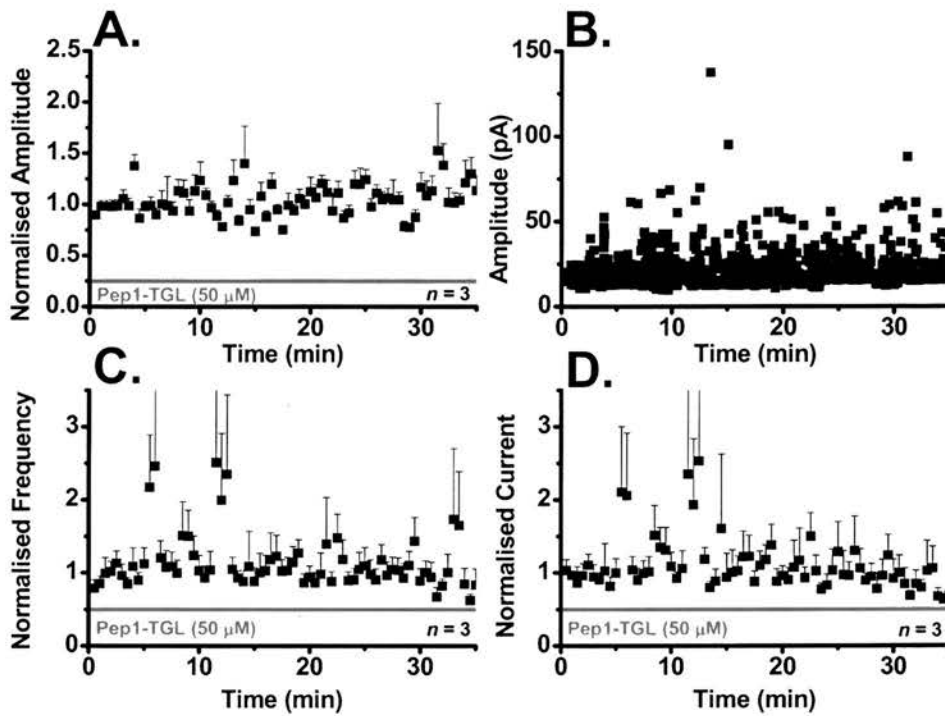 A.
Normalised Amplitude
2.5
2.0
1.5
1.0
0.5
0.0
Pep1-TGL (50 µM)
n = 3
0
10
20
30
Time (min)
B.
Amplitude (pA)
150
100
50
0
0
10
20
30
Time (min)
C.
Normalised Frequency
3
2
1
0
Pep1-TGL (50 µM)
n = 3
0
10
20
30
Time (min)
D.
Normalised Current
3
2
1
0
Pep1-TGL (50 µM)
n = 3
0
10
20
30
Time (min)